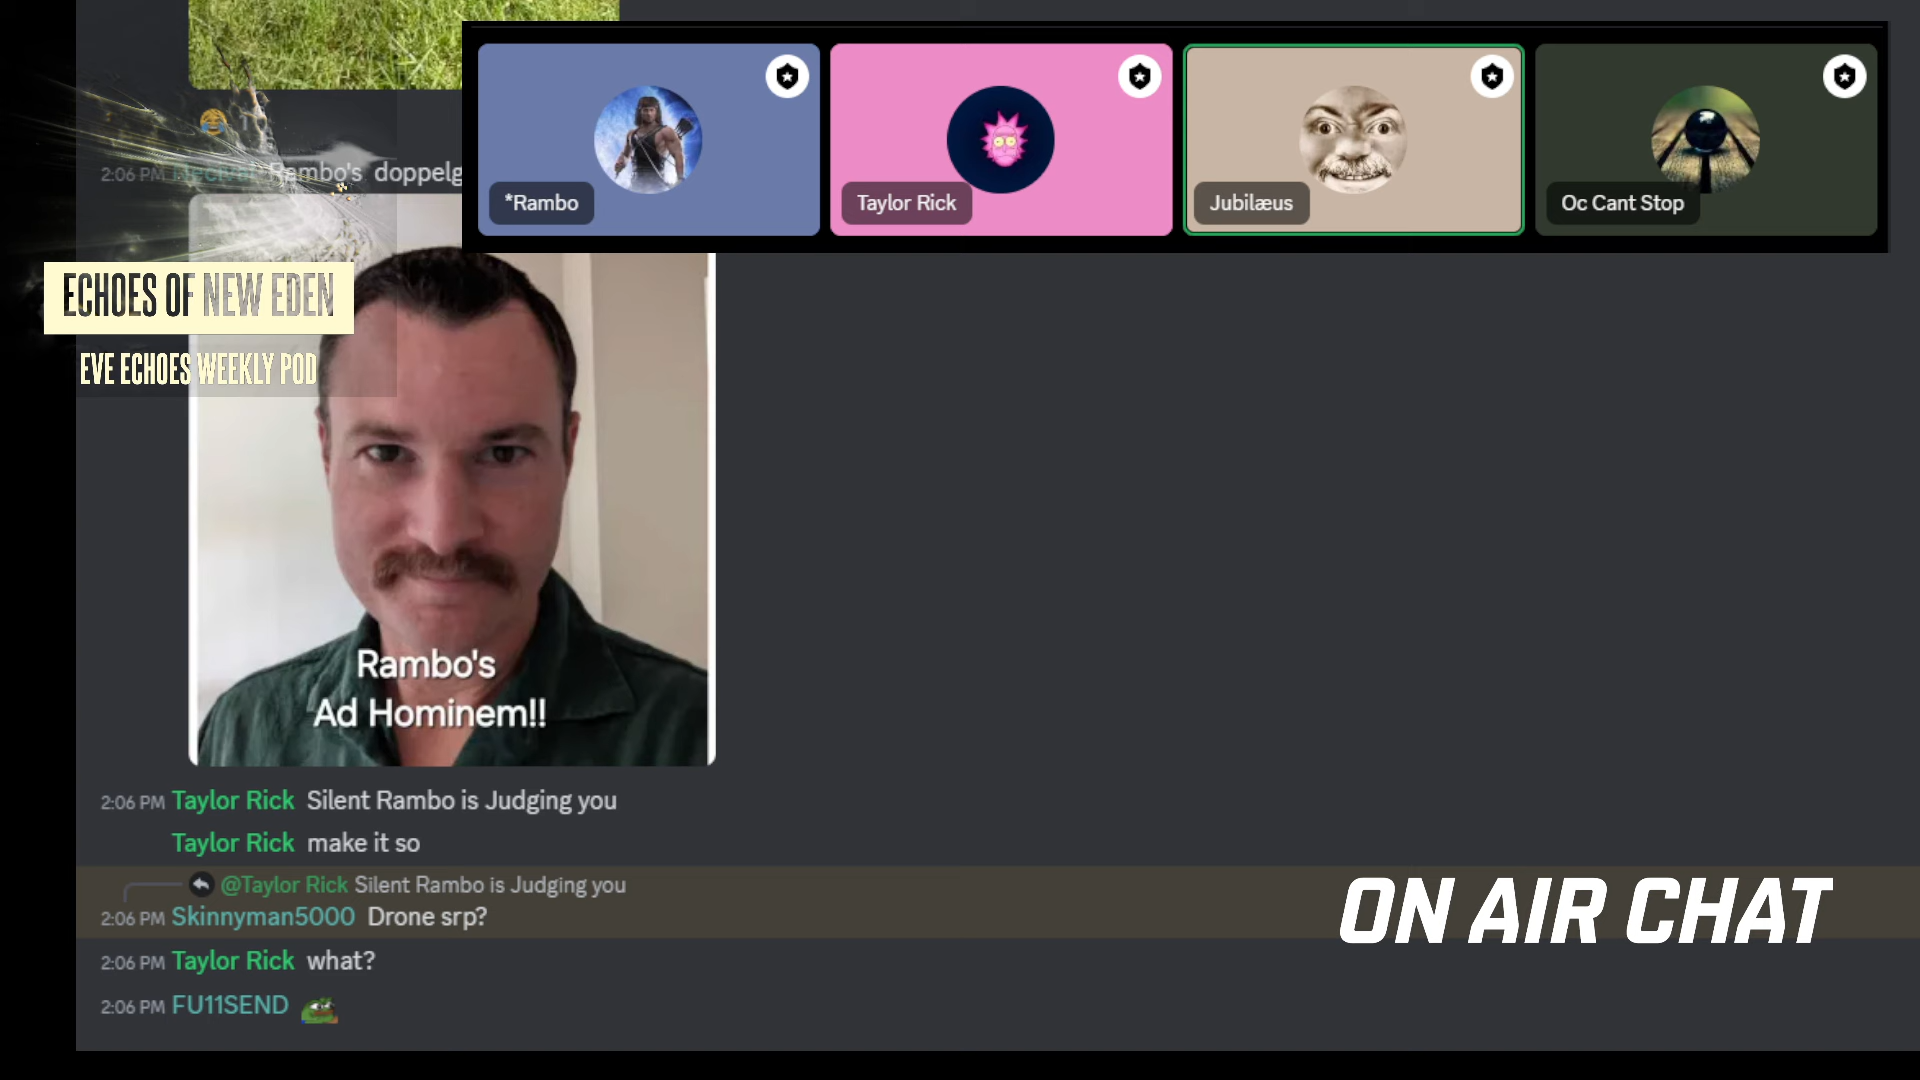 *Rambo
Taylor Rick
Jubilæus
Oc Cant Stop
2:06 PM Rambo's doppelg
ECHOES OF NEW EDEN
EVE ECHOES WEEKLY POD
Rambo's
Ad Hominem!!
2:06 PM Taylor Rick Silent Rambo is Judging you
Taylor Rick make it so
@Taylor Rick Silent Rambo is Judging you
2:06 PM Skinnyman5000 Drone srp?
2:06 PM Taylor Rick what?
2:06 PM FU11SEND
ON AIR CHAT